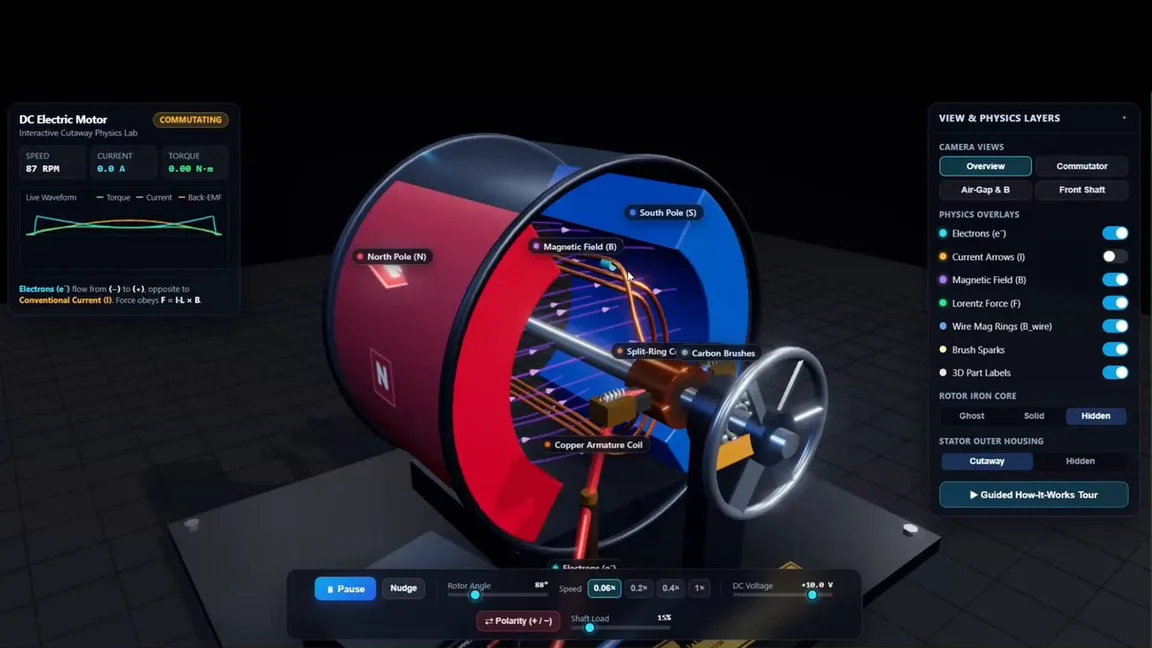 DC Electric Motor
COMMUTATING
Interactive Cutaway Physics Lab
SPEED
87 RPM
CURRENT
0.0 A
TORQUE
0.00 N·m
Live Waveform
Torque
Current
Back-EMF
Electrons (e⁻) flow from (−) to (+), opposite to
Conventional Current (I). Force obeys F = I·L × B.
South Pole (S)
Magnetic Field (B)
North Pole (N)
N
Split-Ring C
Carbon Brushes
Copper Armature Coil
Electrons (e⁻)
VIEW & PHYSICS LAYERS
CAMERA VIEWS
Overview
Commutator
Air-Gap & B
Front Shaft
PHYSICS OVERLAYS
Electrons (e⁻)
Current Arrows (I)
Magnetic Field (B)
Lorentz Force (F)
Wire Mag Rings (B_wire)
Brush Sparks
3D Part Labels
ROTOR IRON CORE
Ghost
Solid
Hidden
STATOR OUTER HOUSING
Cutaway
Hidden
▶ Guided How-It-Works Tour
Pause
Nudge
Rotor Angle
88°
Speed
0.06×
0.2×
0.4×
1×
DC Voltage
+10.0 V
⇄ Polarity (+ / −)
Shaft Load
15%